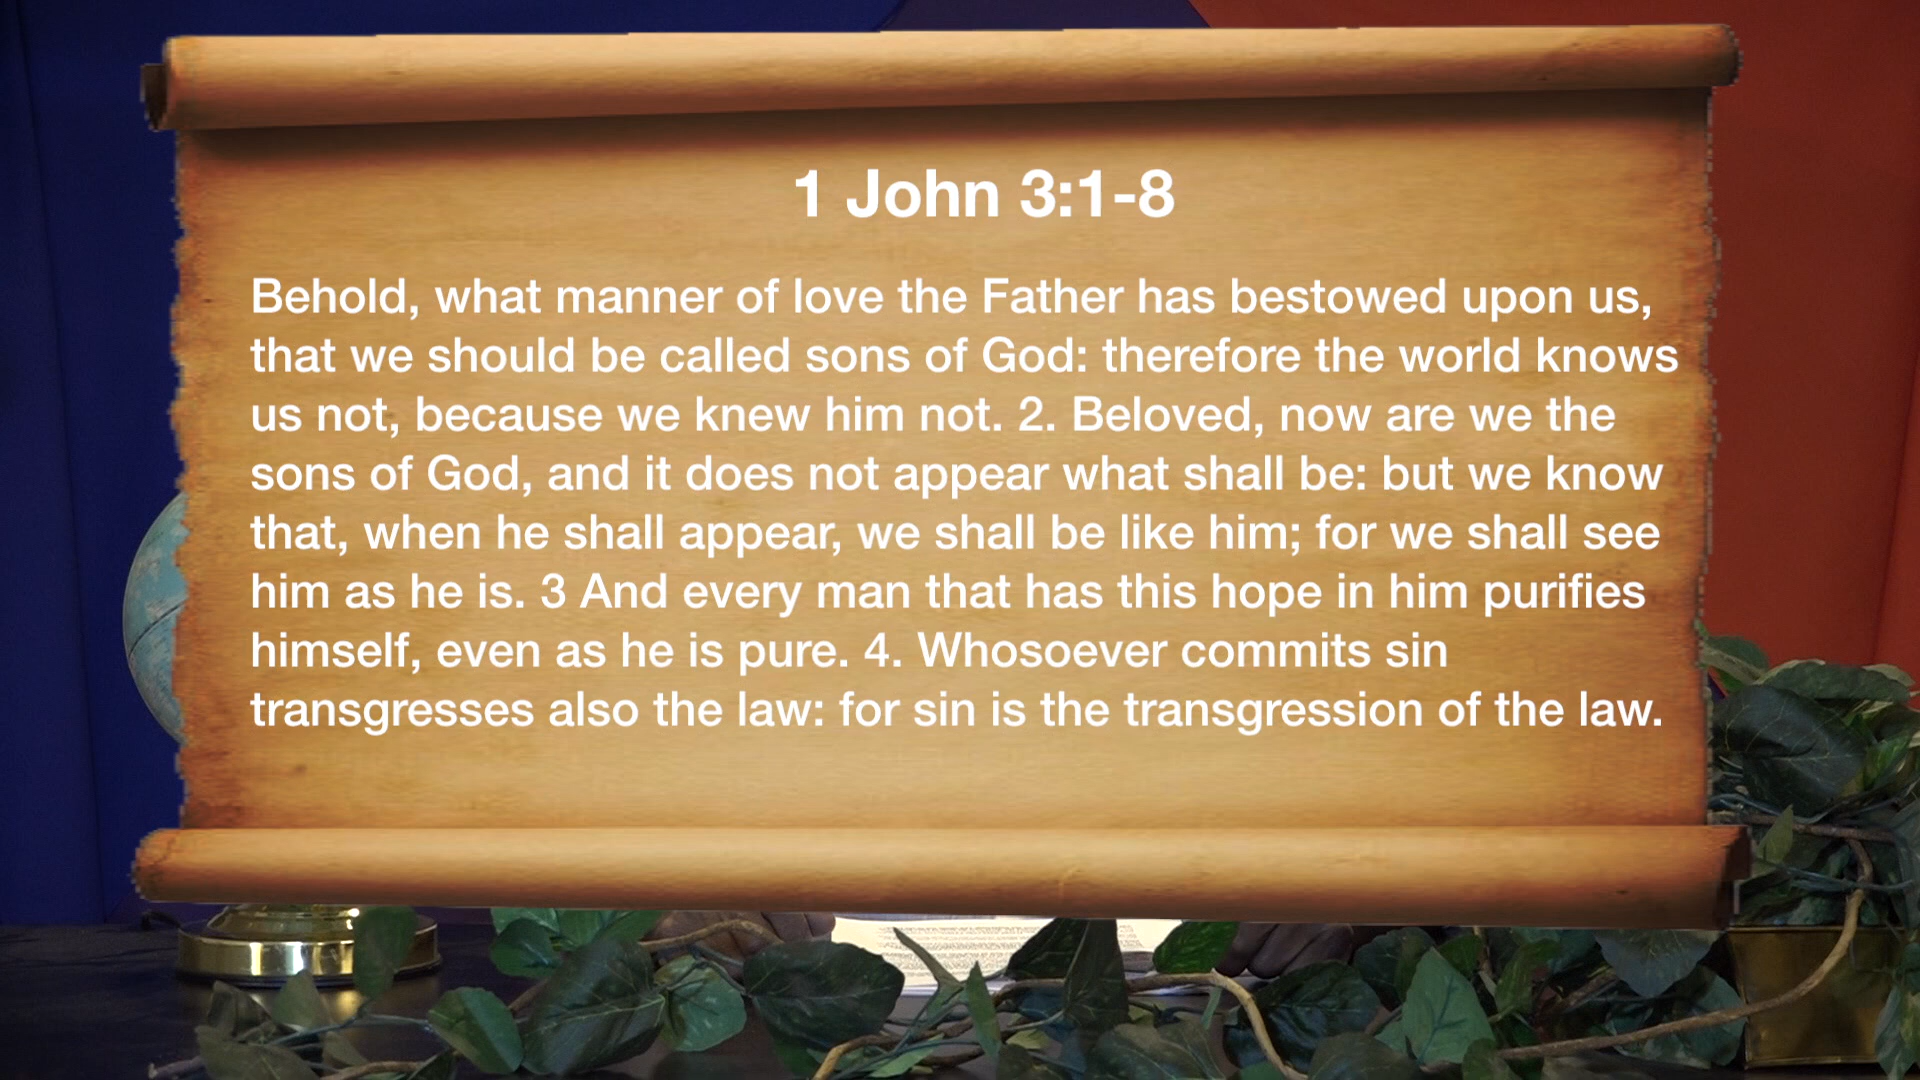 1 John 3:1-8
Behold, what manner of love the Father has bestowed upon us,
that we should be called sons of God: therefore the world knows
us not, because we knew him not. 2. Beloved, now are we the
sons of God, and it does not appear what shall be: but we know
that, when he shall appear, we shall be like him; for we shall see
him as he is. 3 And every man that has this hope in him purifies
himself, even as he is pure. 4. Whosoever commits sin
transgresses also the law: for sin is the transgression of the law.